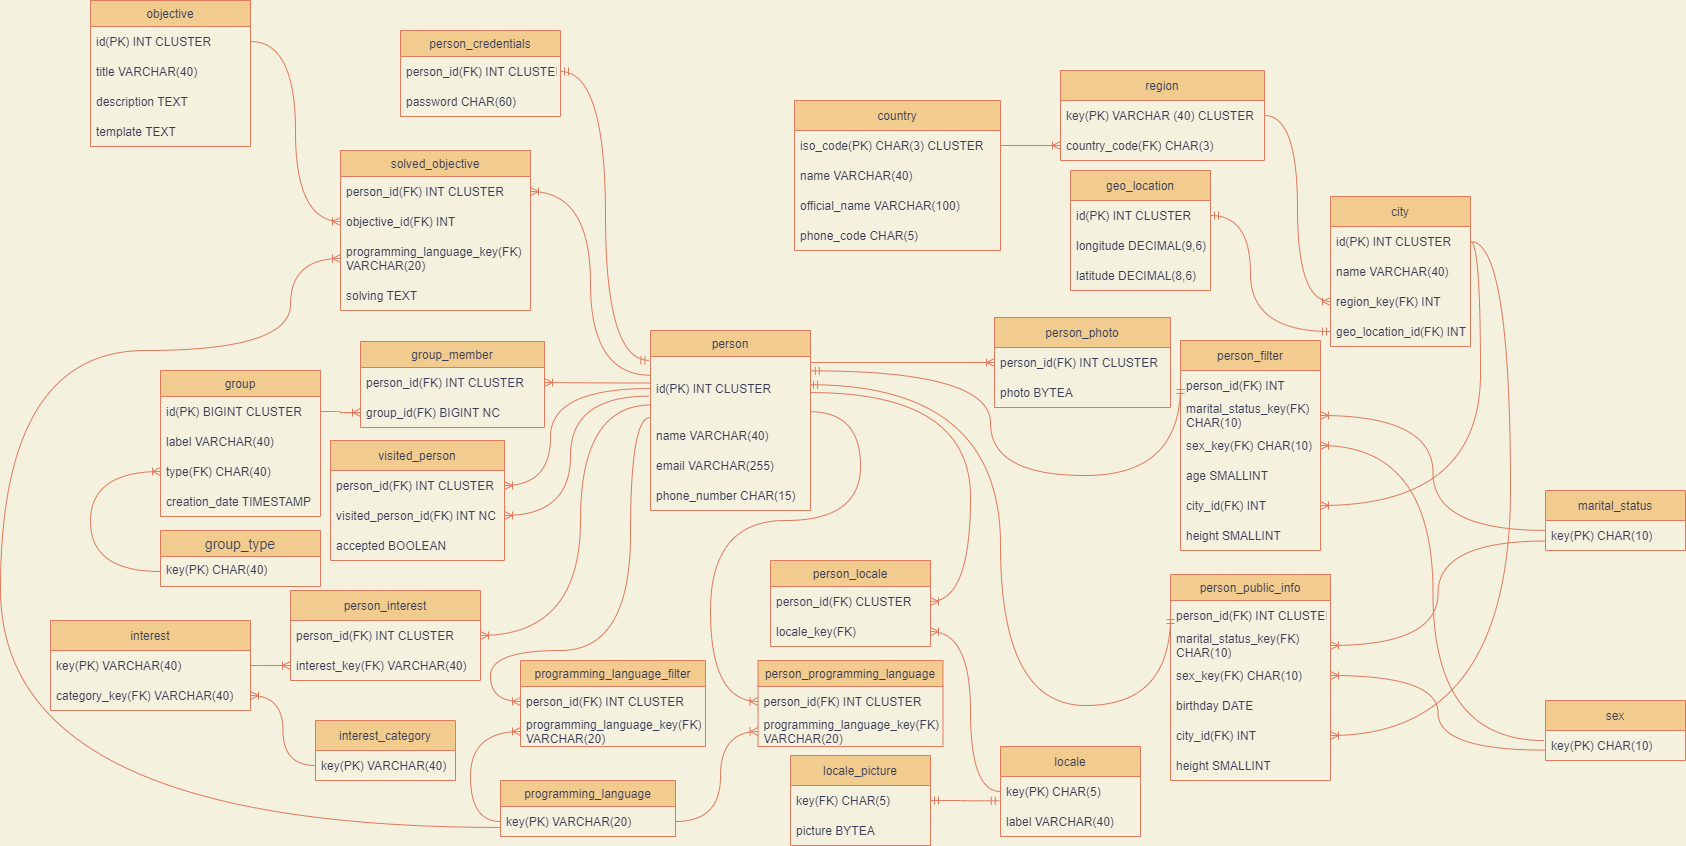 objective
id(PK) INT CLUSTER
title VARCHAR(40)
description TEXT
template TEXT
person_credentials
person_id(FK) INT CLUSTE
password CHAR(60)
solved_objective
person_id(FK) INT CLUSTER
objective_id(FK) INT
programming_language_key(FK)
VARCHAR(20)
solving TEXT
country
iso_code(PK) CHAR(3) CLUSTER
name VARCHAR(40)
official_name VARCHAR(100)
phone_code CHAR(5)
region
key(PK) VARCHAR (40) CLUSTER
country_code(FK) CHAR(3)
geo_location
id(PK) INT CLUSTER
longitude DECIMAL(9,6)
latitude DECIMAL(8,6)
city
id(PK) INT CLUSTER
name VARCHAR(40)
region_key(FK) INT
geo_location_id(FK) INT
group_member
person_id(FK) INT CLUSTER
group_id(FK) BIGINT NC
group
id(PK) BIGINT CLUSTER
label VARCHAR(40)
type(FK) CHAR(40)
creation_date TIMESTAMP
group_type
key(PK) CHAR(40)
visited_person
person_id(FK) INT CLUSTER
visited_person_id(FK) INT NC
accepted BOOLEAN
person
id(PK) INT CLUSTER
name VARCHAR(40)
email VARCHAR(255)
phone_number CHAR(15)
person_photo
person_id(FK) INT CLUSTER
photo BYTEA
person_filter
person_id(FK) INT
marital_status_key(FK)
CHAR(10)
sex_key(FK) CHAR(10)
age SMALLINT
city_id(FK) INT
height SMALLINT
marital_status
key(PK) CHAR(10)
person_interest
person_id(FK) INT CLUSTER
interest_key(FK) VARCHAR(40)
interest
key(PK) VARCHAR(40)
category_key(FK) VARCHAR(40)
interest_category
key(PK) VARCHAR(40)
programming_language_filter
person_id(FK) INT CLUSTER
programming_language_key(FK)
VARCHAR(20)
person_locale
person_id(FK) CLUSTER
locale_key(FK)
person_programming_language
person_id(FK) INT CLUSTER
programming_language_key(FK)
VARCHAR(20)
programming_language
key(PK) VARCHAR(20)
locale_picture
key(FK) CHAR(5)
picture BYTEA
locale
key(PK) CHAR(5)
label VARCHAR(40)
person_public_info
person_id(FK) INT CLUSTE
marital_status_key(FK)
CHAR(10)
sex_key(FK) CHAR(10)
birthday DATE
city_id(FK) INT
height SMALLINT
sex
key(PK) CHAR(10)